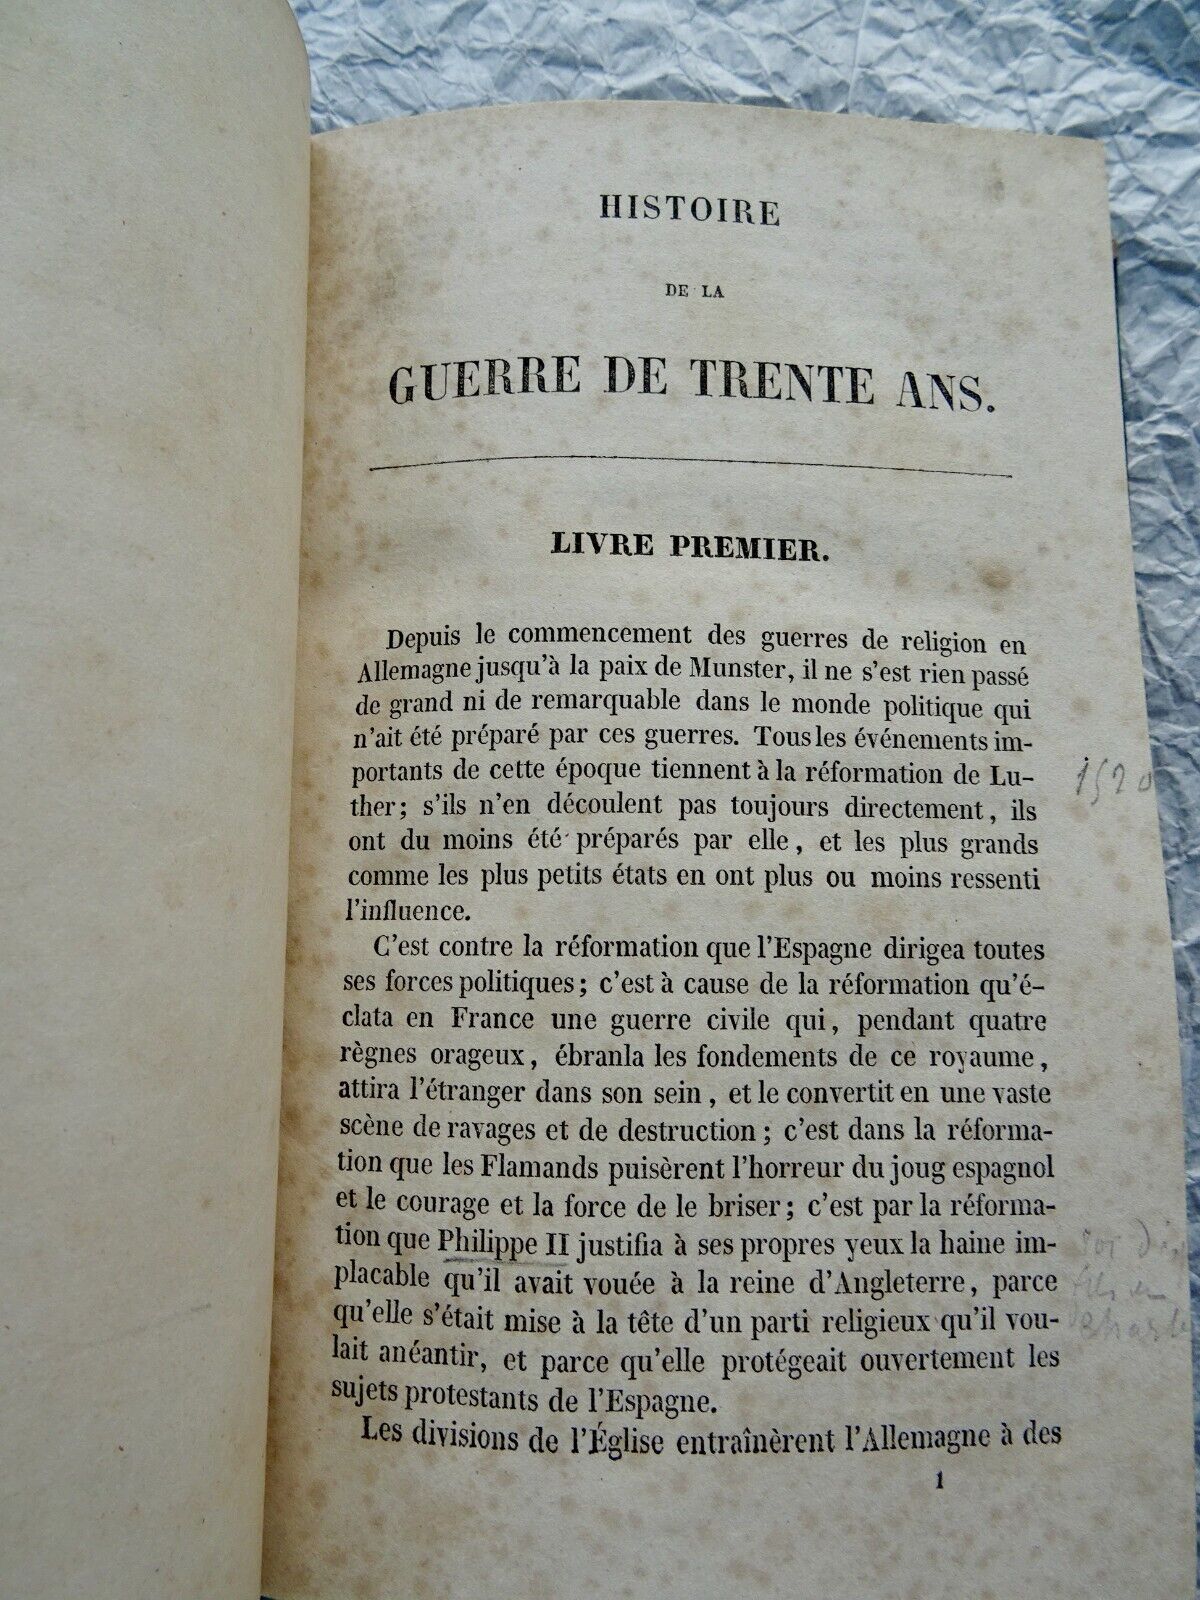 HISTOIRE
DE LA
GUERRE DE TRENTE ANS.
LIVRE PREMIER.
Depuis le commencement des guerres de religion en
Allemagne jusqu'à la paix de Munster, il ne s'est rien passé
de grand ni de remarquable dans le monde politique qui
n'ait été préparé par ces guerres. Tous les événements im-
portants de cette époque tiennent à la réformation de Lu-
ther; s'ils n'en découlent pas toujours directement, ils
1520
ont du moins été préparés par elle, et les plus grands
comme les plus petits états en ont plus ou moins ressenti
l'influence.
C'est contre la réformation que l'Espagne dirigea toutes
ses forces politiques; c'est à cause de la réformation qu'é-
clata en France une guerre civile qui, pendant quatre
règnes orageux, ébranla les fondements de ce royaume,
attira l'étranger dans son sein, et le convertit en une vaste
scène de ravages et de destruction; c'est dans la réforma-
tion que les Flamands puisèrent l'horreur du joug espagnol
et le courage et la force de le briser; c'est par la réforma-
tion que Philippe II justifia à ses propres yeux la haine im-
placable qu'il avait vouée à la reine d'Angleterre, parce
qu'elle s'était mise à la tête d'un parti religieux qu'il vou-
lait anéantir, et parce qu'elle protégeait ouvertement les
sujets protestants de l'Espagne.
Les divisions de l'Église entraînèrent l'Allemagne à des
1